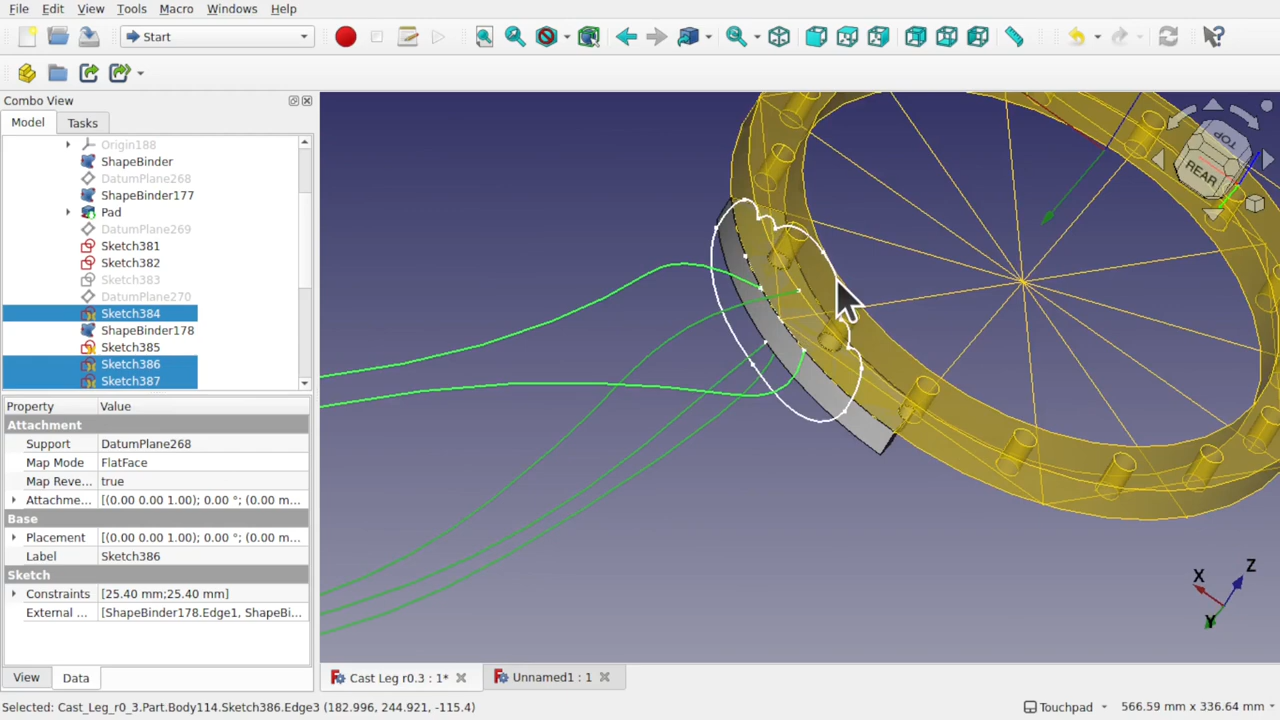 File Edit View Tools Macro Windows Help
Start
Combo View
Model Tasks
Origin188
ShapeBinder
DatumPlane268
ShapeBinder177
Pad
DatumPlane269
Sketch381
Sketch382
Sketch383
DatumPlane270
Sketch384
ShapeBinder178
Sketch385
Sketch386
Sketch387
Property Value
Attachment
Support DatumPlane268
Map Mode FlatFace
Map Reve... true
Attachme... [(0.00 0.00 1.00); 0.00 °; (0.00 m...
Base
Placement [(0.00 0.00 1.00); 0.00 °; (0.00 m...
Label Sketch386
Sketch
Constraints [25.40 mm;25.40 mm]
External ... [ShapeBinder178.Edge1, ShapeBi...
View Data
TOP
REAR
X Z
Y
Cast Leg r0.3 : 1* Unnamed1 : 1
Selected: Cast_Leg_r0_3.Part.Body114.Sketch386.Edge3 (182.996, 244.921, -115.4) Touchpad 566.59 mm x 336.64 mm